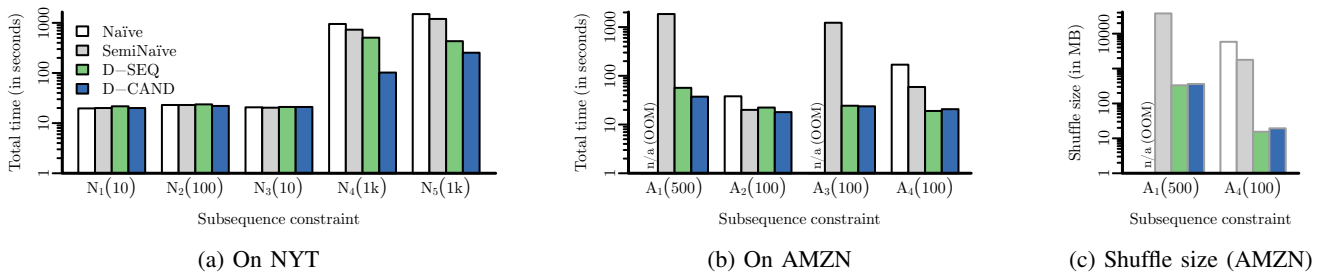 Total time (in seconds)
1 10 100 1000
Naïve
SemiNaïve
D−SEQ
D−CAND
N₁(10) N₂(100) N₃(10) N₄(1k) N₅(1k)
Subsequence constraint
(a) On NYT
Total time (in seconds)
1 10 100 1000
n/a (OOM)
n/a (OOM)
A₁(500) A₂(100) A₃(100) A₄(100)
Subsequence constraint
(b) On AMZN
Shuffle size (in MB)
1 10 100 10000
n/a (OOM)
A₁(500) A₄(100)
Subsequence constraint
(c) Shuffle size (AMZN)